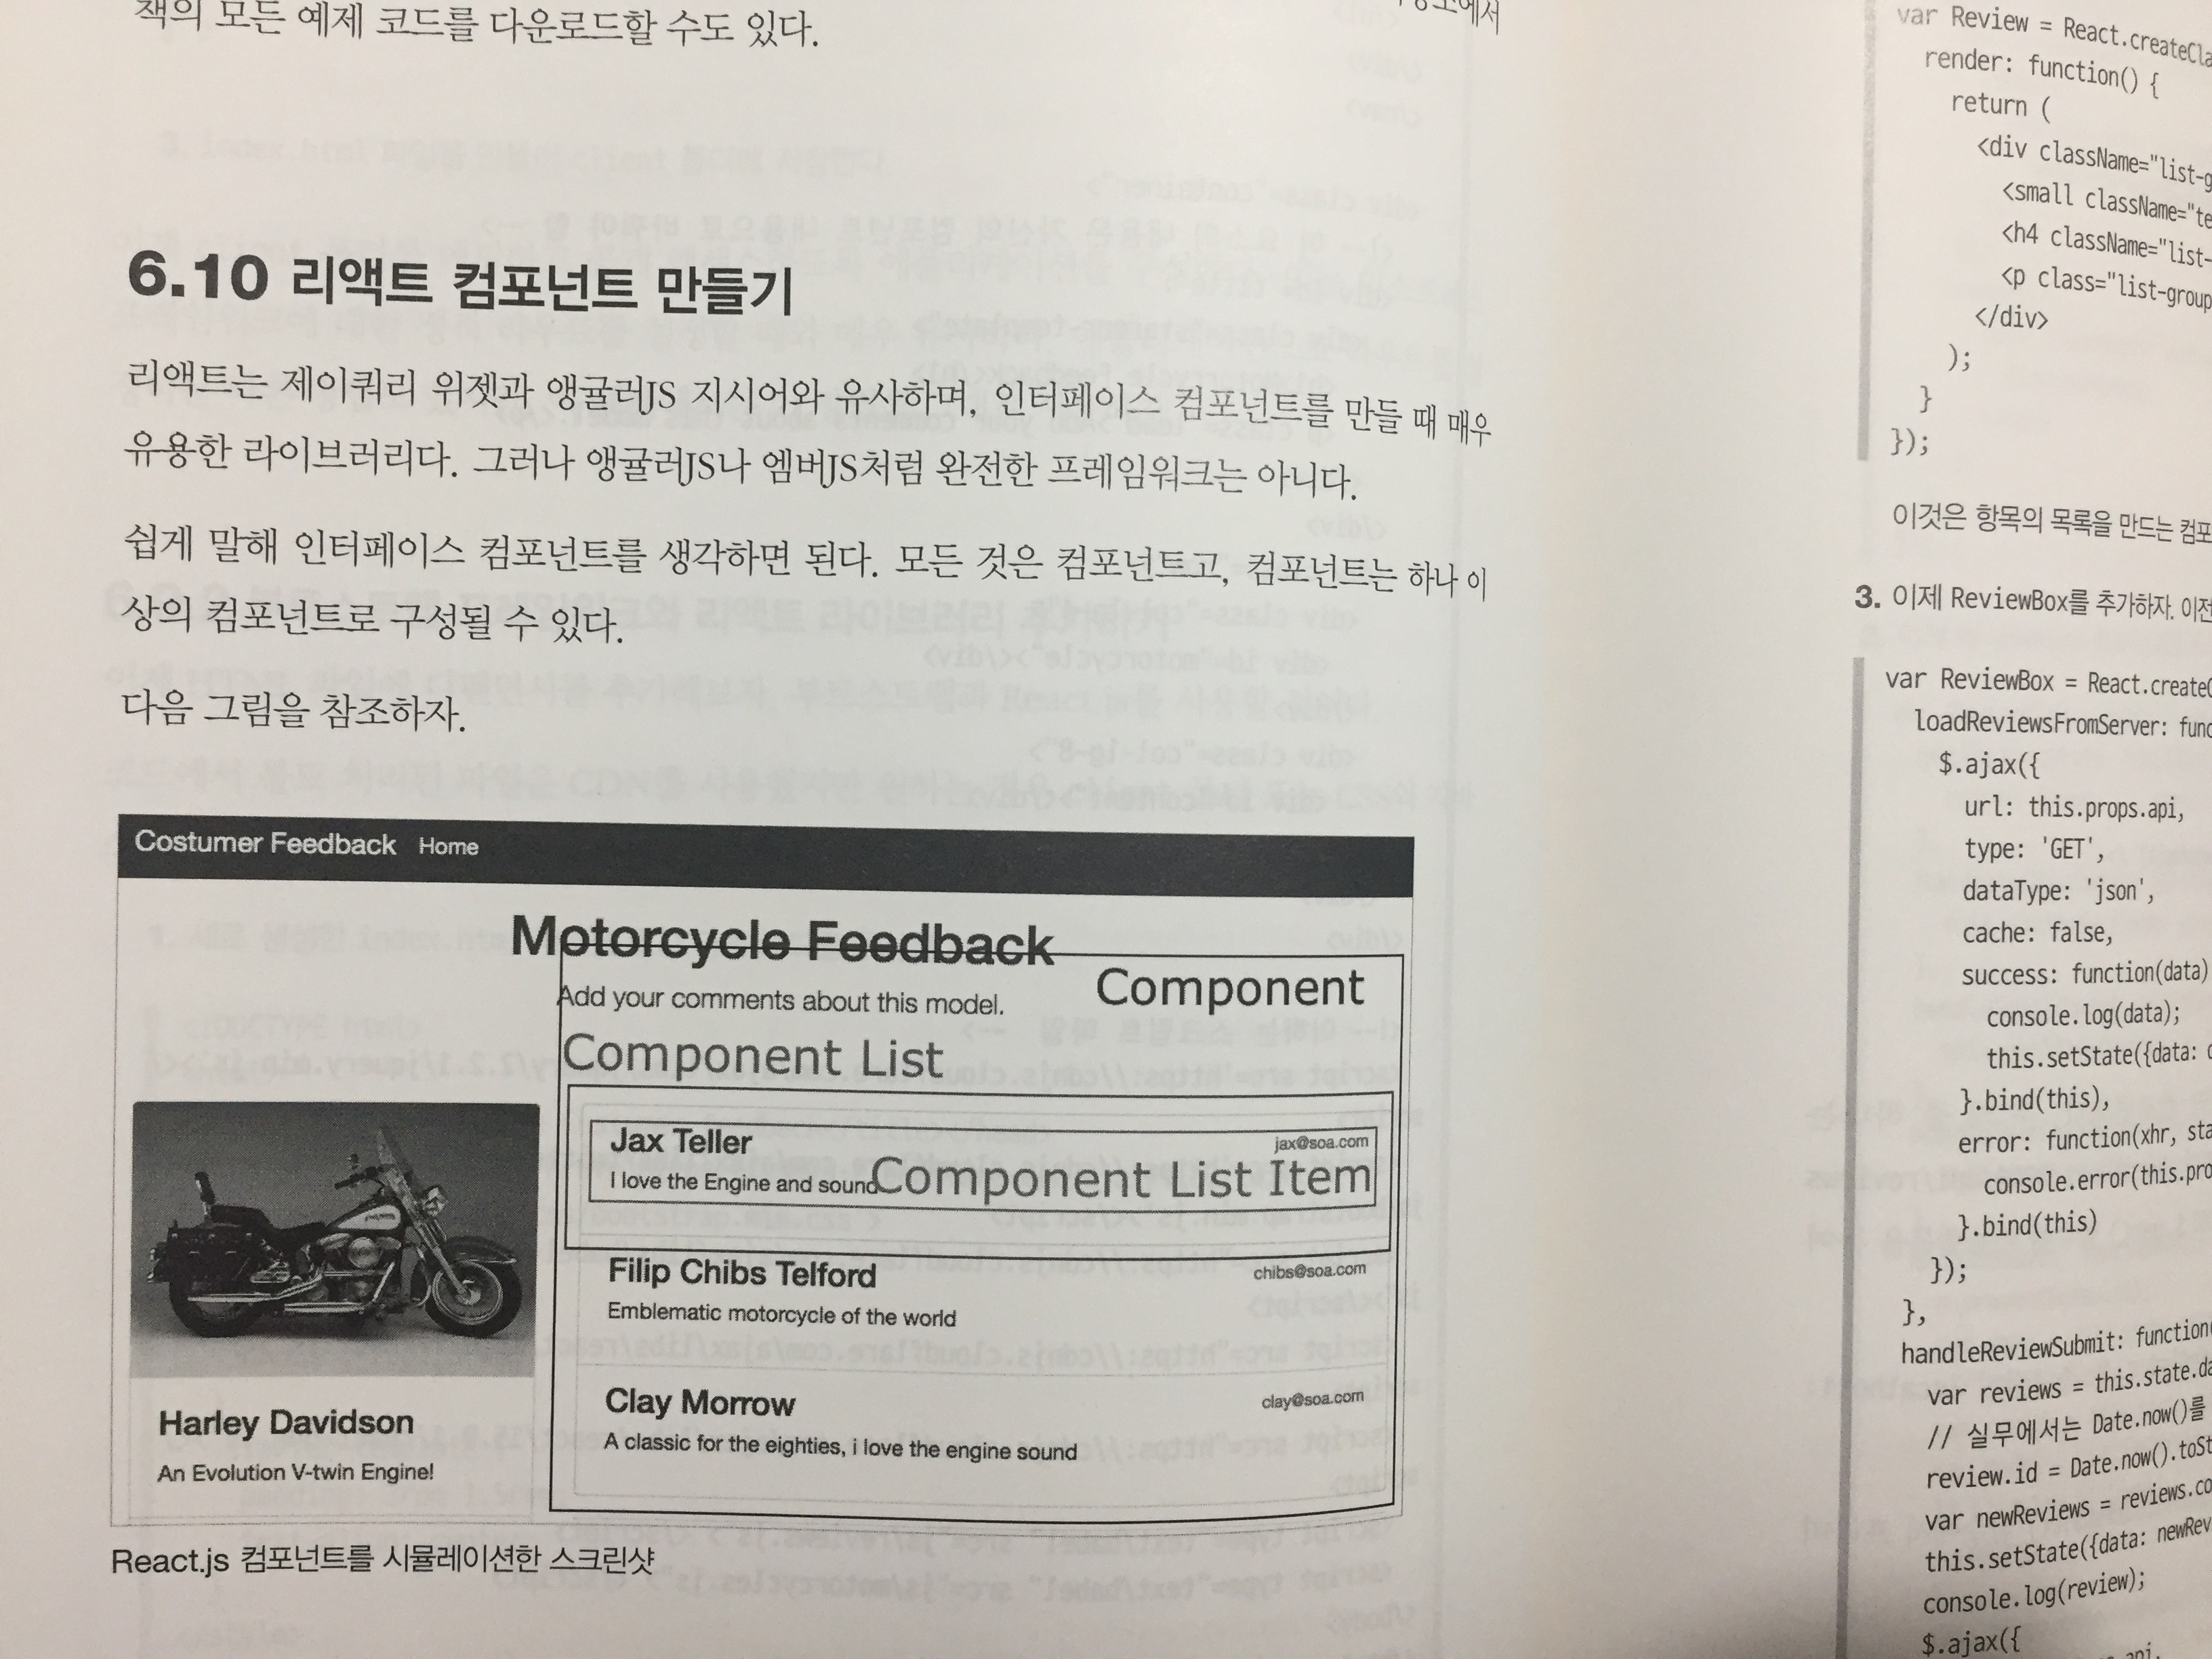 책의 모든 예제 코드를 다운로드할 수도 있다.
6.10 리액트 컴포넌트 만들기
리액트는 제이쿼리 위젯과 앵귤러JS 지시어와 유사하며, 인터페이스 컴포넌트를 만들 때 매우
유용한 라이브러리다. 그러나 앵귤러JS나 엠버JS처럼 완전한 프레임워크는 아니다.
쉽게 말해 인터페이스 컴포넌트를 생각하면 된다. 모든 것은 컴포넌트고, 컴포넌트는 하나 이
상의 컴포넌트로 구성될 수 있다.
다음 그림을 참조하자.
Costumer Feedback Home
Motorcycle Feedback
Component
Add your comments about this model.
Component List
Jax Teller jax@soa.com
I love the Engine and sound
Component List Item
Filip Chibs Telford chibs@soa.com
Emblematic motorcycle of the world
Clay Morrow clay@soa.com
A classic for the eighties, i love the engine sound
Harley Davidson
An Evolution V-twin Engine!
React.js 컴포넌트를 시뮬레이션한 스크린샷
var Review = React.createCla
render: function() {
return (
<div className="list-g
<small className="te
<h4 className="list-
<p class="list-group
</div>
);
}
});
이것은 항목의 목록을 만드는 컴포
3. 이제 ReviewBox를 추가하자. 이전
var ReviewBox = React.createC
loadReviewsFromServer: func
$.ajax({
url: this.props.api,
type: 'GET',
dataType: 'json',
cache: false,
success: function(data)
console.log(data);
this.setState({data: d
}.bind(this),
error: function(xhr, sta
console.error(this.pro
}.bind(this)
});
},
handleReviewSubmit: function(
var reviews = this.state.da
// 실무에서는 Date.now()를
review.id = Date.now().toSt
var newReviews = reviews.co
this.setState({data: newRev
console.log(review);
$.ajax({